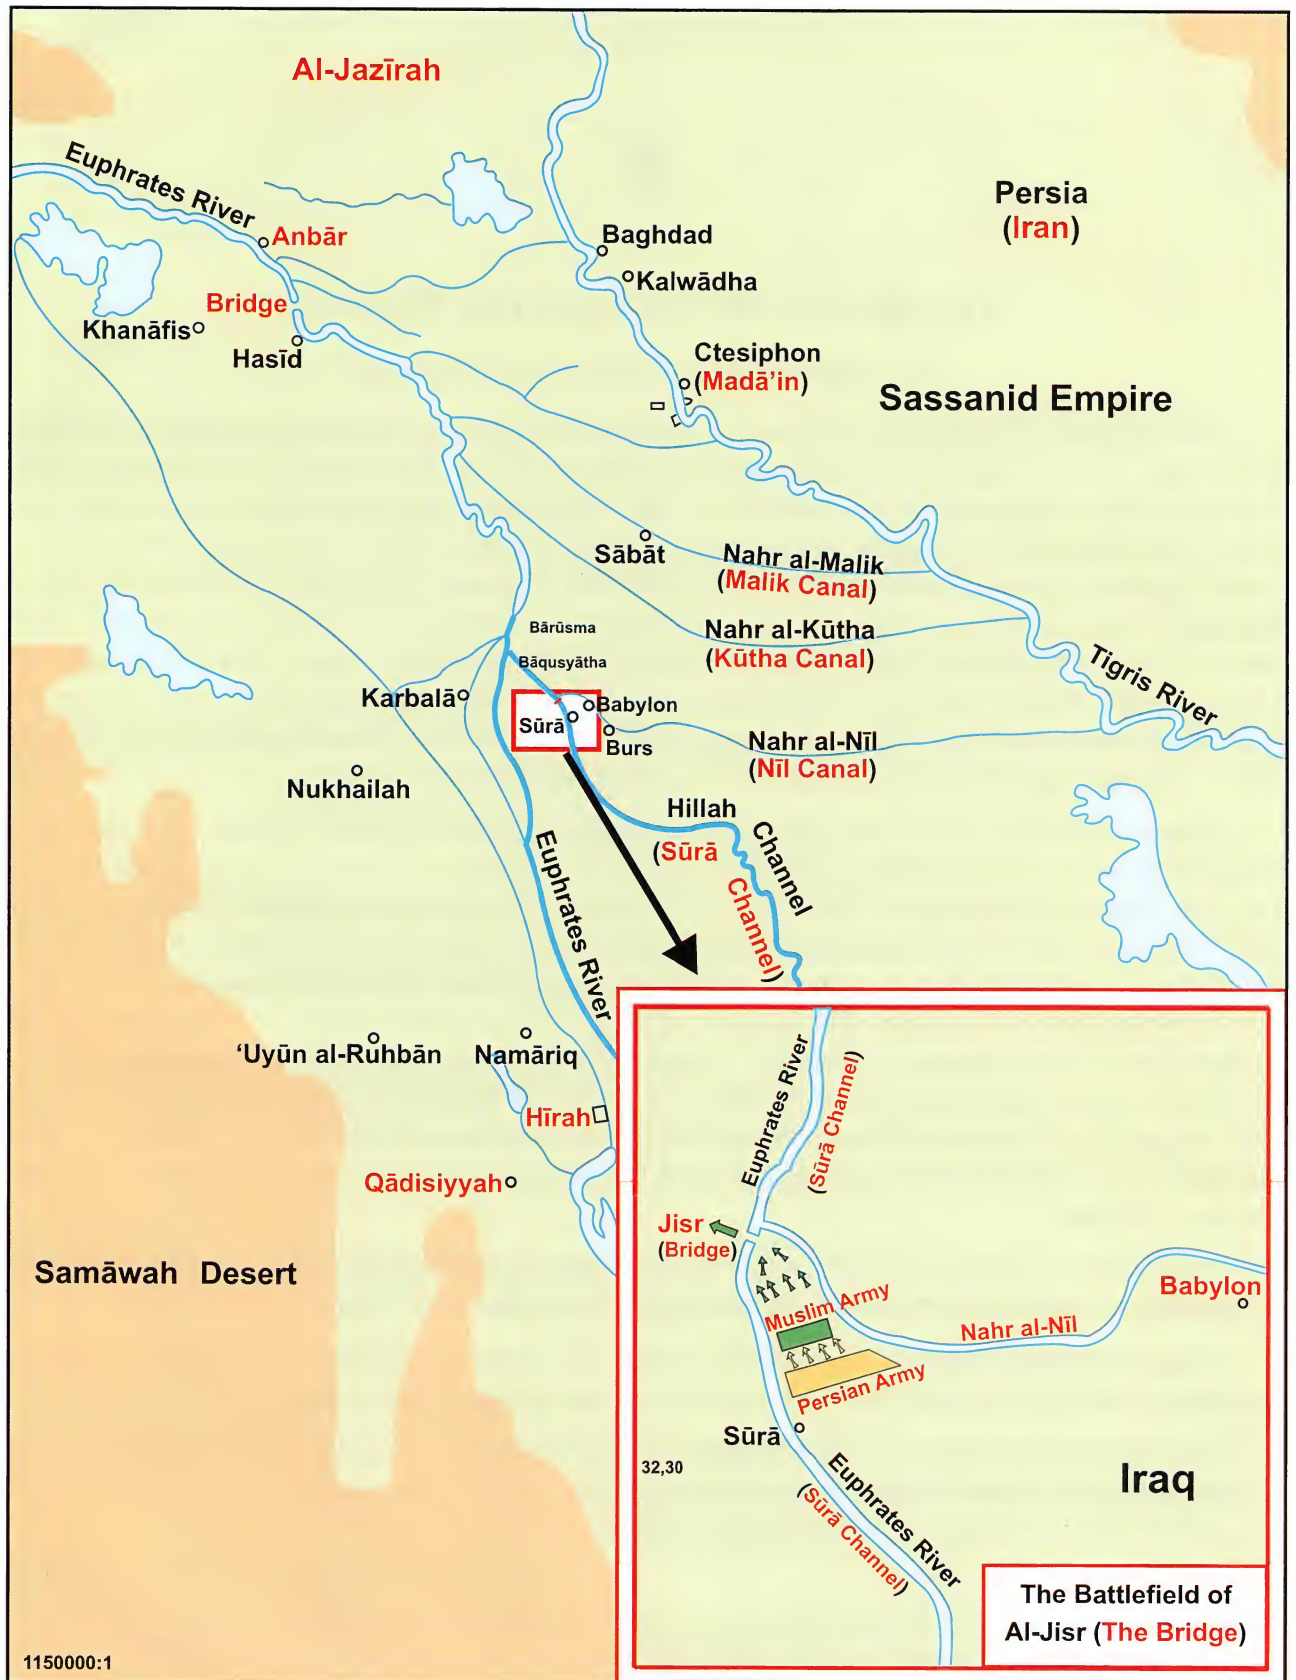 Al-Jazīrah
Euphrates River
Anbār
Persia
(Iran)
Baghdad
Kalwādha
Bridge
Khanāfis
Hasīd
Ctesiphon
(Madā'in)
Sassanid Empire
Sābāt
Nahr al-Malik
(Malik Canal)
Bārūsma
Nahr al-Kūtha
(Kūtha Canal)
Bāqusyātha
Tigris River
Karbalā
Babylon
Sūrā
Burs
Nahr al-Nīl
(Nīl Canal)
Nukhailah
Hillah
Channel
(Sūrā
Channel)
Euphrates River
‘Uyūn al-Ruhbān
Namāriq
Hīrah
Qādisiyyah
Samāwah Desert
Euphrates River
(Sūrā Channel)
Jisr
(Bridge)
Muslim Army
Babylon
Nahr al-Nīl
Persian Army
Sūrā
32,30
Iraq
Euphrates River
(Sūrā Channel)
The Battlefield of
Al-Jisr (The Bridge)
1150000:1